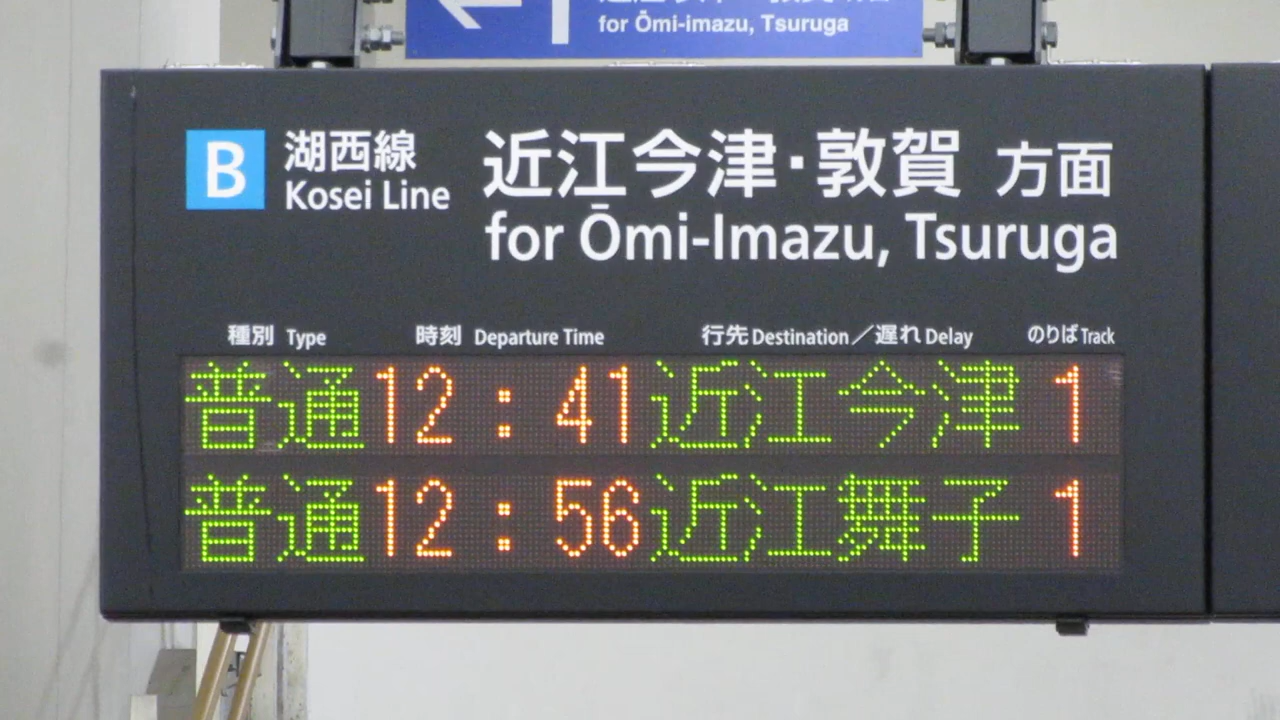 for Ōmi-imazu, Tsuruga
B 湖西線 近江今津・敦賀 方面
Kosei Line for Ōmi-Imazu, Tsuruga
種別 Type 時刻 Departure Time 行先 Destination／遅れ Delay のりば Track
普通 12:41 近江今津 1
普通 12:56 近江舞子 1